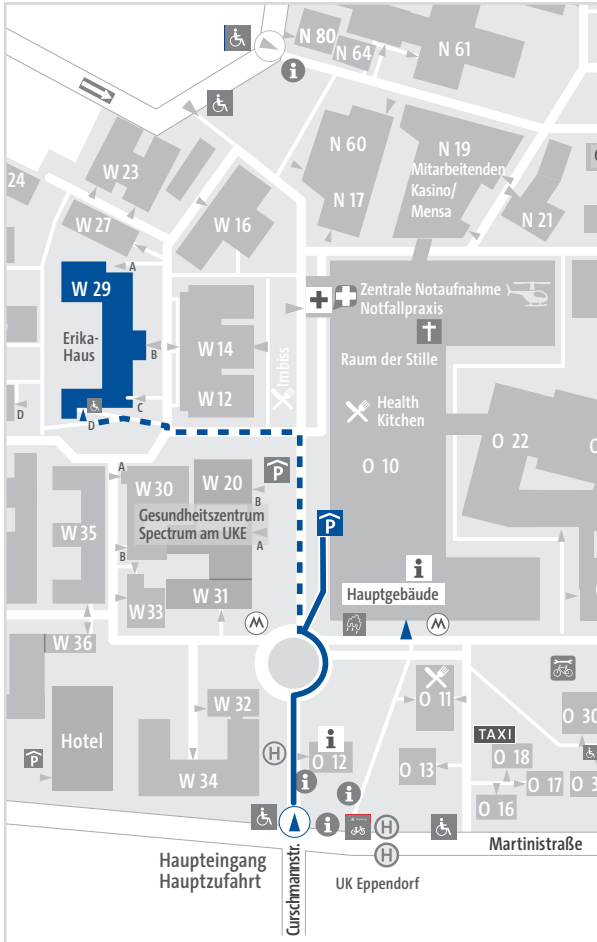 N 80
N 64
N 61
i
W 23
N 60
N 19
Mitarbeitenden
Kasino/
Mensa
24
N 17
W 27
W 16
N 21
A
W 29
Zentrale Notaufnahme
Notfallpraxis
Erika-
Haus
B
W 14
Imbiss
Raum der Stille
W 12
Health
Kitchen
C
D
D
O 22
O 10
A
W 30
W 20
P
B
Gesundheitszentrum
Spectrum am UKE
A
P
W 35
B
i
W 33
W 31
Hauptgebäude
M
M
W 36
W 32
O 11
O 30
Hotel
H
i
TAXI
P
O 12
O 13
O 18
W 34
i
i
O 17
O 3
O 16
i
H
Martinistraße
H
Haupteingang
Hauptzufahrt
Curschmannstr.
UK Eppendorf